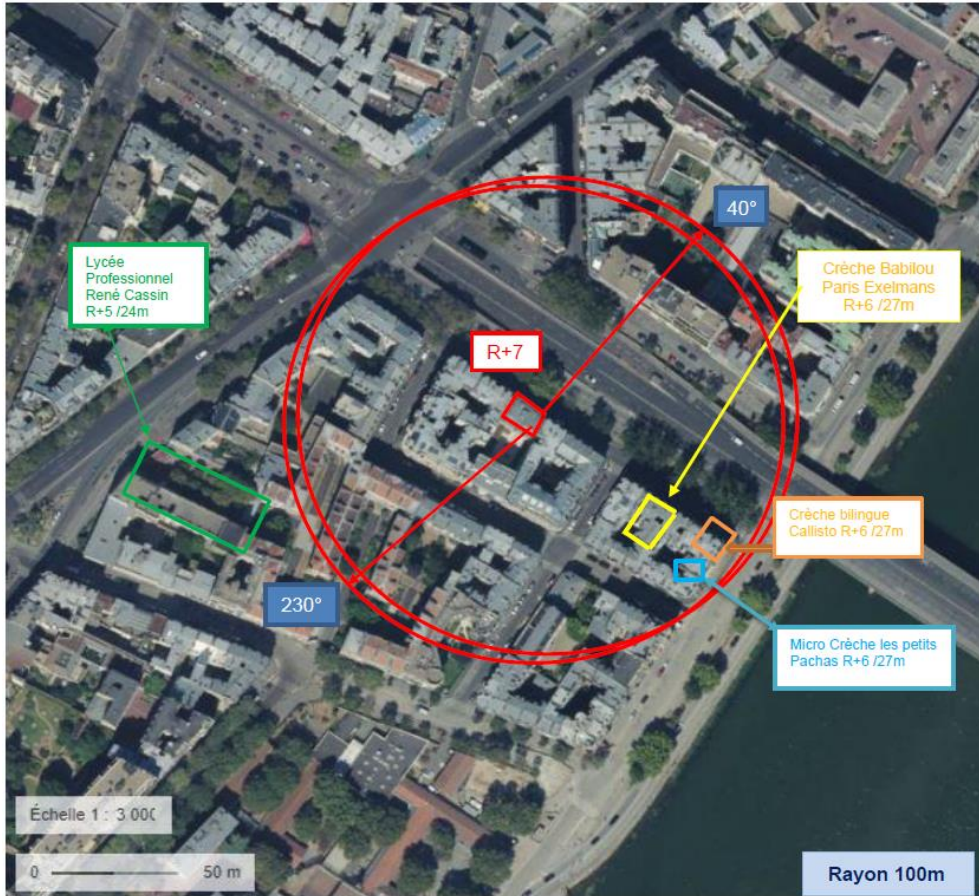 40°
Lycée
Professionnel
René Cassin
R+5 /24m
Crèche Babilou
Paris Exelmans
R+6 /27m
R+7
Crèche bilingue
Callisto R+6 /27m
230°
Micro Crèche les petits
Pachas R+6 /27m
Échelle 1 : 3 000
0 50 m
Rayon 100m